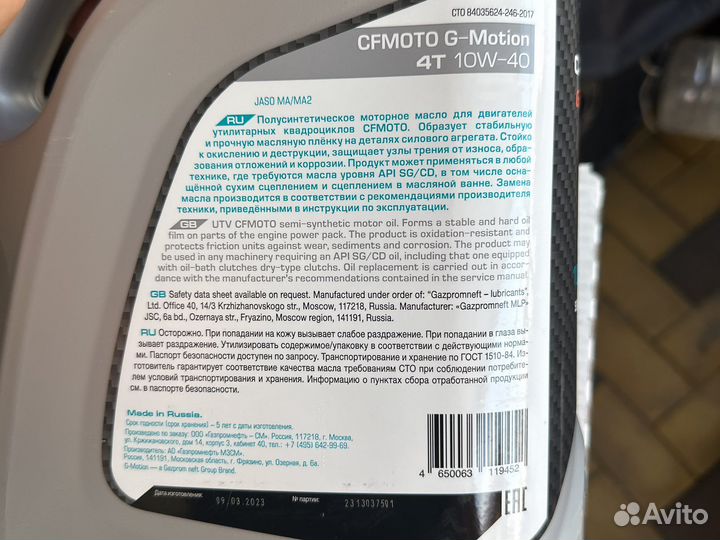 СТО 84035624-246-2017
CFMOTO G-Motion
4T 10W-40
JASO MA/MA2
RU Полусинтетическое моторное масло для двигателей
утилитарных квадроциклов CFMOTO. Образует стабильную
и прочную масляную плёнку на деталях силового агрегата. Стойко
к окислению и деструкции, защищает узлы трения от износа, обра-
зования отложений и коррозии. Продукт может применяться в любой
технике, где требуются масла уровня API SG/CD, в том числе осна-
щённой сухим сцеплением и сцеплением в масляной ванне. Замена
масла производится в соответствии с рекомендациями производителя
техники, приведёнными в инструкции по эксплуатации.
GB UTV CFMOTO semi-synthetic motor oil. Forms a stable and hard oil
film on parts of the engine power pack. The product is oxidation-resistant and
protects friction units against wear, sediments and corrosion. The product may
be used in any machinery requiring an API SG/CD oil, including that one equipped
with oil-bath clutches dry-type clutchs. Oil replacement is carried out in accor-
dance with the manufacturer's recommendations contained in the service manual.
GB Safety data sheet available on request. Manufactured under order of: "Gazpromneft – lubricants",
Ltd. Office 40, 14/3 Krzhizhanovskogo str., Moscow, 117218, Russia. Manufacturer: «Gazpromneft MLP»
JSC, 6a bd., Ozernaya str., Fryazino, Moscow region, 141191, Russia.
RU Осторожно. При попадании на кожу вызывает слабое раздражение. При попадании в глаза вы-
зывает раздражение. Утилизировать содержимое/упаковку в соответствии с действующими норма-
ми. Паспорт безопасности доступен по запросу. Транспортирование и хранение по ГОСТ 1510-84. Из-
готовитель гарантирует соответствие качества масла требованиям СТО при соблюдении потребите-
лем условий транспортирования и хранения. Информацию о пунктах сбора отработанной продукции
см. в паспорте безопасности.
Made in Russia.
Срок годности (срок хранения) – 5 лет с даты изготовления.
Произведено по заказу: ООО «Газпромнефть – СМ». Россия, 117218, г. Москва,
ул. Кржижановского, дом 14, корпус 3, кабинет 40, тел.: +7 (495) 642-99-69.
Производитель: АО «Газпромнефть МЗСМ».
Россия, 141191, Московская область, г. Фрязино, ул. Озерная, д. 6а.
G-Motion – a Gazprom neft Group Brand.
4 650063 119452
EAC
Дата изготовления: 09/03.2023 № партии: 2313037501
Avito